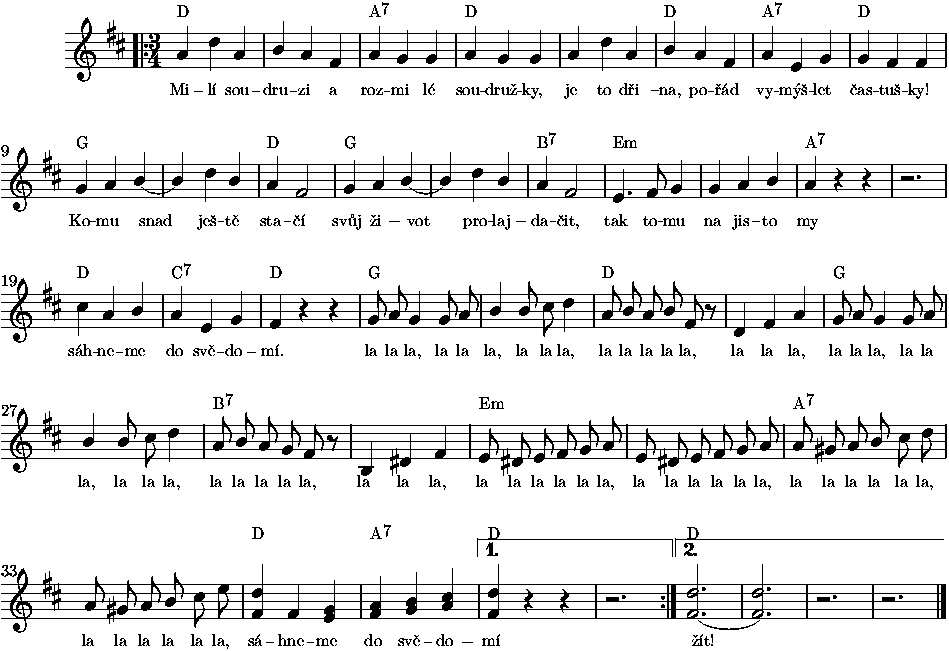 D A7 D D A7 D
3 4
Mi – lí sou – dru – zi a roz – mi lé sou – druž – ky, je to dři – na, po – řád vy – mýš – let čas – tuš – ky!
G D G B7 Em A7
9
Ko – mu snad ješ – tě sta – čí svůj ži – vot pro – laj – da – čit, tak to – mu na jis – to my
D C7 D G D G
19
sáh – ne – me do svě – do – mí. la la la, la la la, la la la, la la la la la, la la la, la la la, la la
B7 Em A7
27
la, la la la, la la la la la, la la la, la la la la la la, la la la la la la, la la la la la la,
D A7 D D
1. 2.
33
la la la la la la, sá – hne – me do svě – do – mí žít!